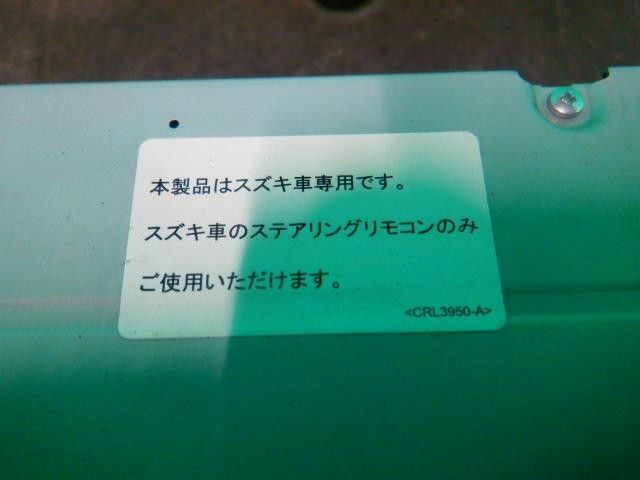 本製品はスズキ車専用です。
スズキ車のステアリングリモコンのみ
ご使用いただけます。
<CRL3950-A>